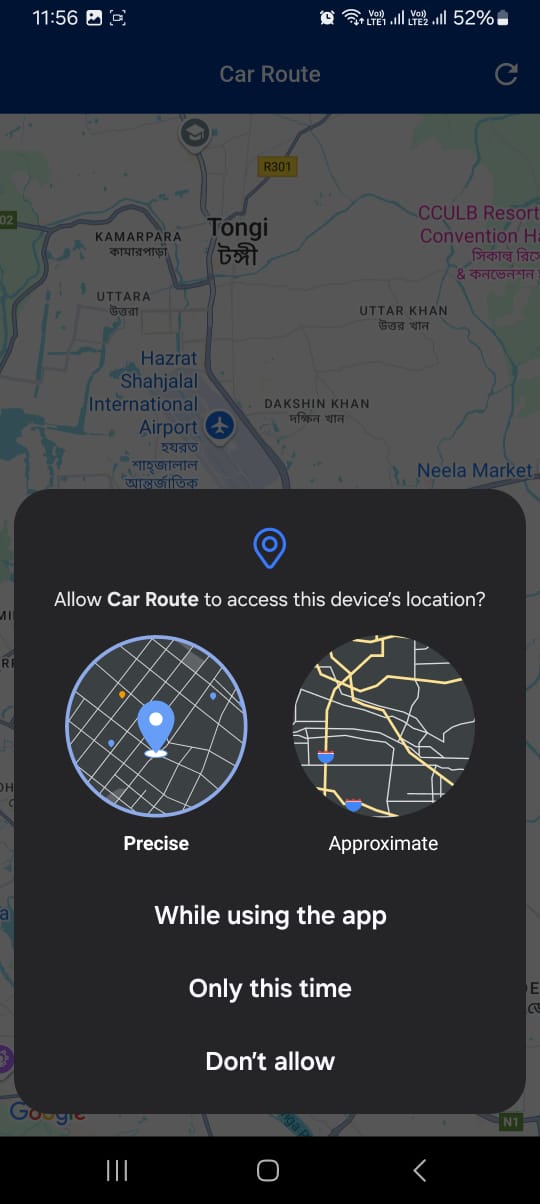 11:56
Vo)) LTE1 Vo)) LTE2 52%
Car Route
R301
02
Tongi
টঙ্গী
KAMARPARA
কামারপাড়া
CCULB Resort
Convention Ha
সিকাল্ব রিসে
& কনভেনশন
UTTARA
উত্তরা
UTTAR KHAN
উত্তর খান
Hazrat
Shahjalal
International
Airport
হযরত
শাহজালাল
আন্তর্জাতিক
DAKSHIN KHAN
দক্ষিন খান
Neela Market
Allow Car Route to access this device's location?
Precise
Approximate
While using the app
Only this time
Don't allow
Google
N1